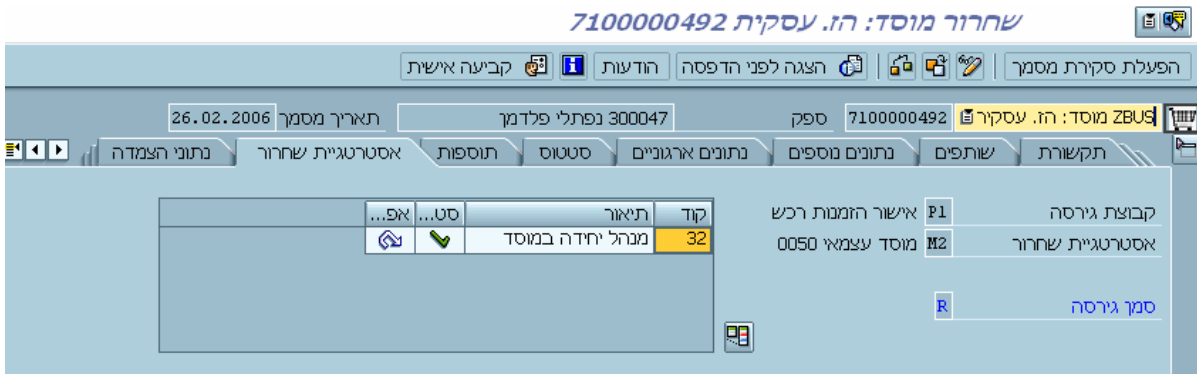 שחרור מוסד: הז. עסקית 7100000492
הפעלת סקירת מסמך הצגה לפני הדפסה הודעות קביעה אישית
ZBUS מוסד: הז. עסקיר 7100000492 ספק 300047 נפתלי פלדמן תאריך מסמך 26.02.2006
תקשורת שותפים נתונים נוספים נתונים ארגוניים סטטוס תוספות אסטרטגיית שחרור נתוני הצמדה
קבוצת גירסה P1 אישור הזמנות רכש
אסטרטגיית שחרור M2 מוסד עצמאי 0050
סמן גירסה R
קוד תיאור סט... אפ...
32 מנהל יחידה במוסד